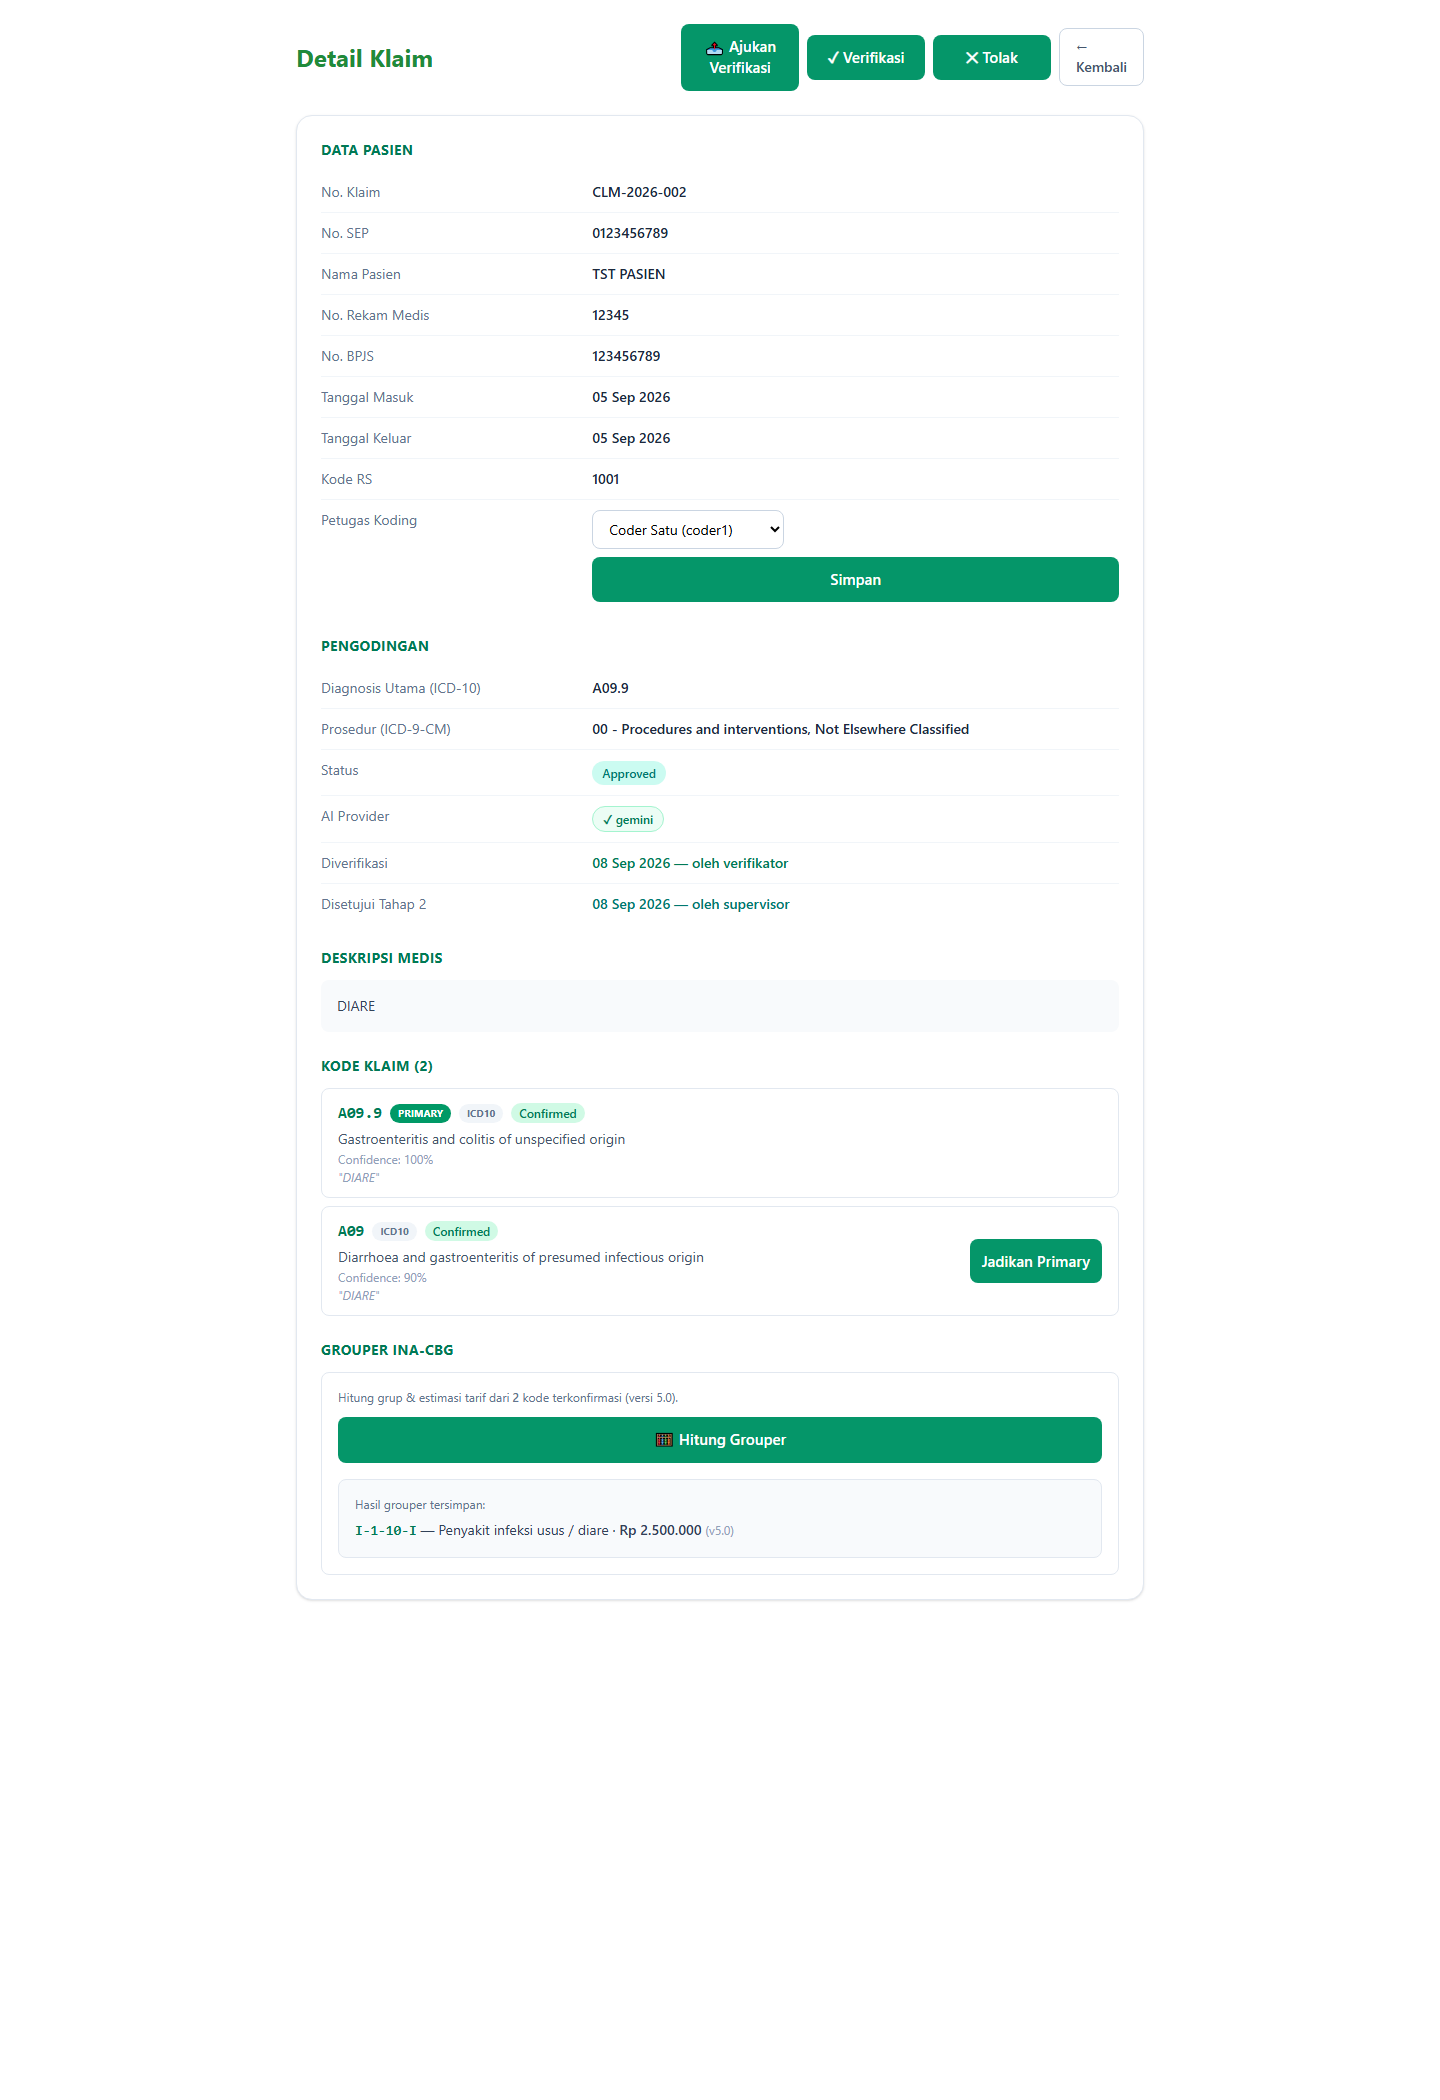 Detail Klaim
📤 Ajukan Verifikasi
✓ Verifikasi
✕ Tolak
← Kembali
DATA PASIEN
No. Klaim CLM-2026-002
No. SEP 0123456789
Nama Pasien TST PASIEN
No. Rekam Medis 12345
No. BPJS 123456789
Tanggal Masuk 05 Sep 2026
Tanggal Keluar 05 Sep 2026
Kode RS 1001
Petugas Koding Coder Satu (coder1)
Simpan
PENGODINGAN
Diagnosis Utama (ICD-10) A09.9
Prosedur (ICD-9-CM) 00 - Procedures and interventions, Not Elsewhere Classified
Status Approved
AI Provider ✓ gemini
Diverifikasi 08 Sep 2026 — oleh verifikator
Disetujui Tahap 2 08 Sep 2026 — oleh supervisor
DESKRIPSI MEDIS
DIARE
KODE KLAIM (2)
A09.9 PRIMARY ICD10 Confirmed
Gastroenteritis and colitis of unspecified origin
Confidence: 100%
"DIARE"
A09 ICD10 Confirmed
Diarrhoea and gastroenteritis of presumed infectious origin
Confidence: 90%
"DIARE"
Jadikan Primary
GROUPER INA-CBG
Hitung grup & estimasi tarif dari 2 kode terkonfirmasi (versi 5.0).
🧮 Hitung Grouper
Hasil grouper tersimpan:
I-1-10-I — Penyakit infeksi usus / diare · Rp 2.500.000 (v5.0)